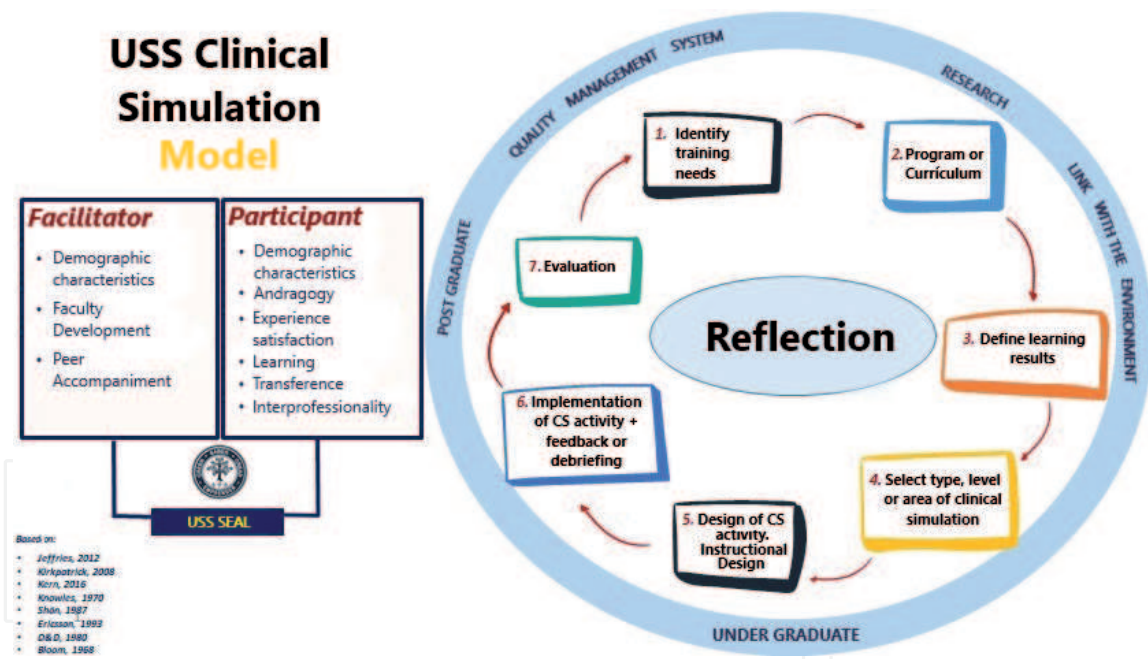 USS Clinical
Simulation
Model
Facilitator
• Demographic
characteristics
• Faculty
Development
• Peer
Accompaniment
Participant
• Demographic
characteristics
• Andragogy
• Experience
satisfaction
• Learning
• Transference
• Interprofessionality
USS SEAL
Based on:
• Jeffries, 2012
• Kirkpatrick, 2008
• Kern, 2016
• Knowles, 1970
• Shön, 1987
• Ericsson, 1993
• D&D, 1980
• Bloom, 1968
QUALITY MANAGEMENT SYSTEM
RESEARCH
LINK WITH THE ENVIRONMENT
UNDER GRADUATE
POST GRADUATE
1. Identify
training
needs
2. Program or
Currículum
3. Define learning
results
4. Select type, level
or area of clinical
simulation
5. Design of CS
activity.
Instructional
Design
6. Implementation
of CS activity +
feedback or
debriefing
7. Evaluation
Reflection